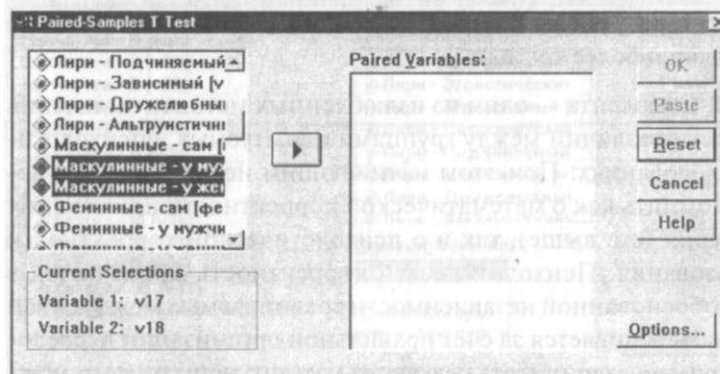 Paired-Samples T Test
Лири - Подчиняемый
Лири - Зависимый [v
Лири - Дружелюбны
Лири - Альтруистичн
Маскулинные - сам [
Маскулинные - у муж
Маскулинные - у жен
Феминные - сам [фе
Феминные - у мужчи
Current Selections
Variable 1: v17
Variable 2: v18
Paired Variables:
OK
Paste
Reset
Cancel
Help
Options...